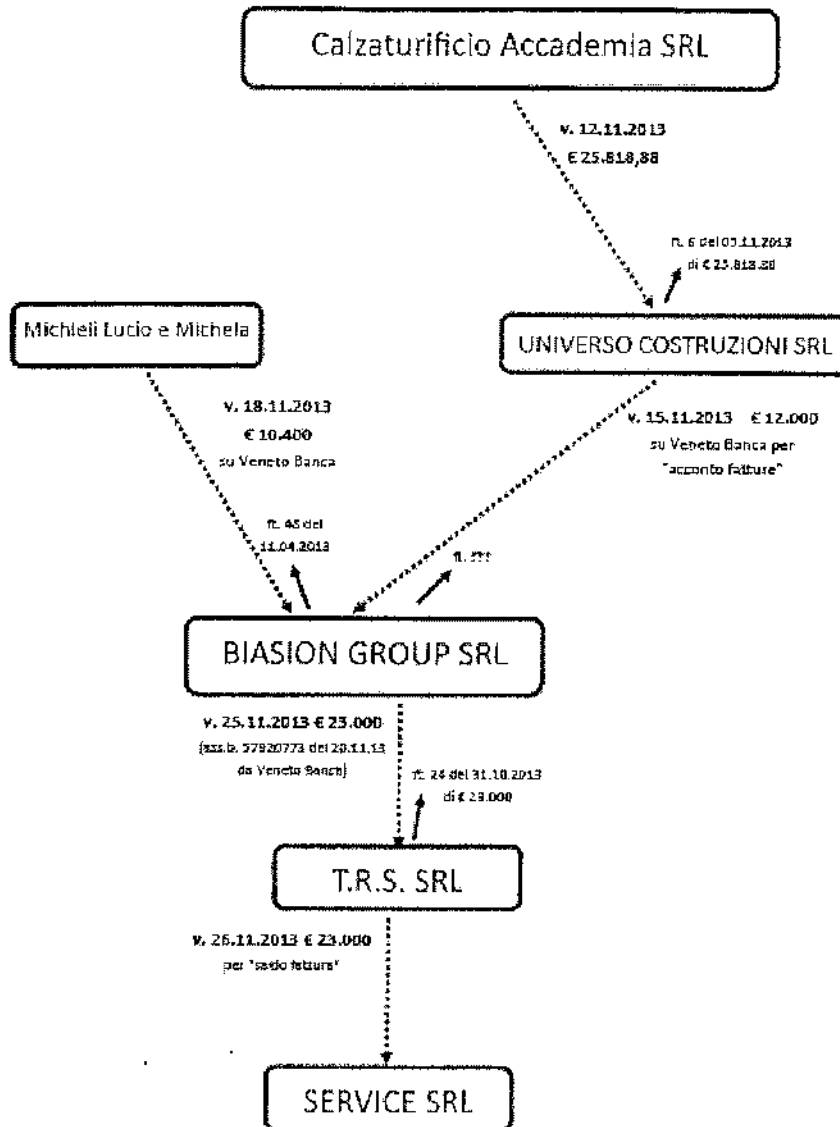 Calzaturificio Accademia SRL
v. 12.11.2013
€ 25.818,88
di € 25.818,88
Michieli Lucio e Michela
UNIVERSO COSTRUZIONI SRL
v. 18.11.2013
€ 10.400
su Veneto Banca
v. 15.11.2013 € 12.000
su Veneto Banca per
"acconto fatture"
ft. 45 del
11.04.2013
ft. ???
BIASION GROUP SRL
v. 25.11.2013 € 23.000
(ass.b. 57920773 del 20.11.13
da Veneto Banca)
ft. 24 del 31.10.2013
di € 23.000
T.R.S. SRL
v. 26.11.2013 € 23.000
per "saldo fattura"
SERVICE SRL